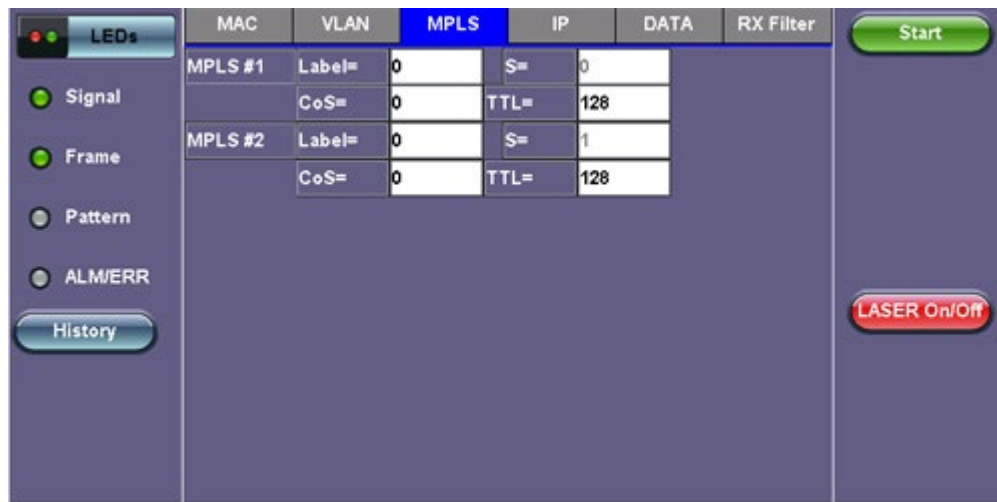 LEDs
MAC VLAN MPLS IP DATA RX Filter
Start
MPLS #1 Label= 0 S= 0
Signal
CoS= 0 TTL= 128
MPLS #2 Label= 0 S= 1
Frame
CoS= 0 TTL= 128
Pattern
ALM/ERR
History
LASER On/Off